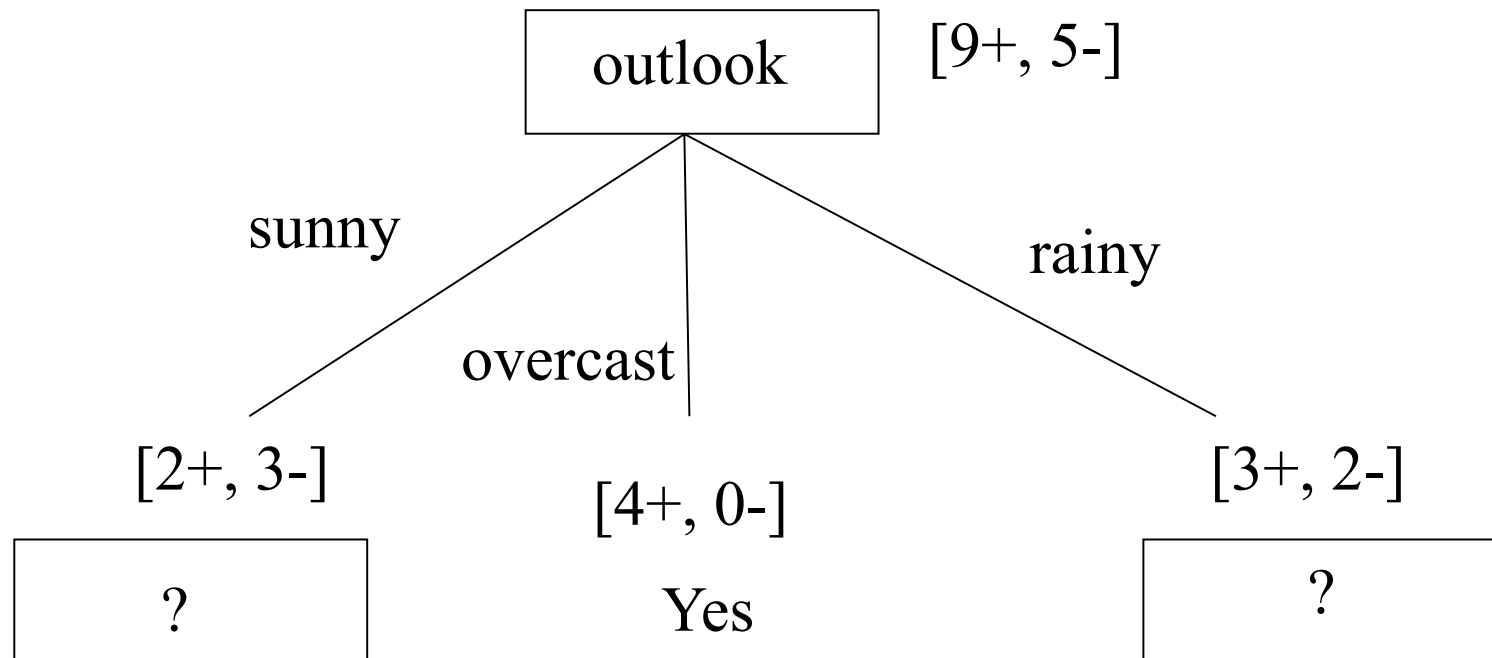 outlook
[9+, 5-]
sunny
rainy
overcast
[2+, 3-]
[4+, 0-]
[3+, 2-]
?
Yes
?